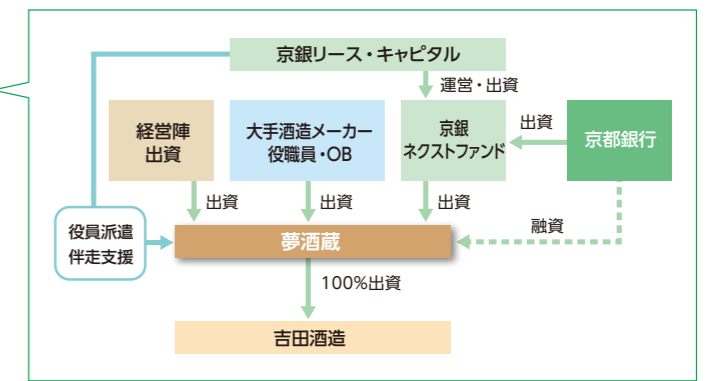 京銀リース・キャピタル
運営・出資
経営陣
出資
大手酒造メーカー
役職員・OB
京銀
ネクストファンド
出資
京都銀行
出資
出資
出資
融資
役員派遣
伴走支援
夢酒蔵
100%出資
吉田酒造